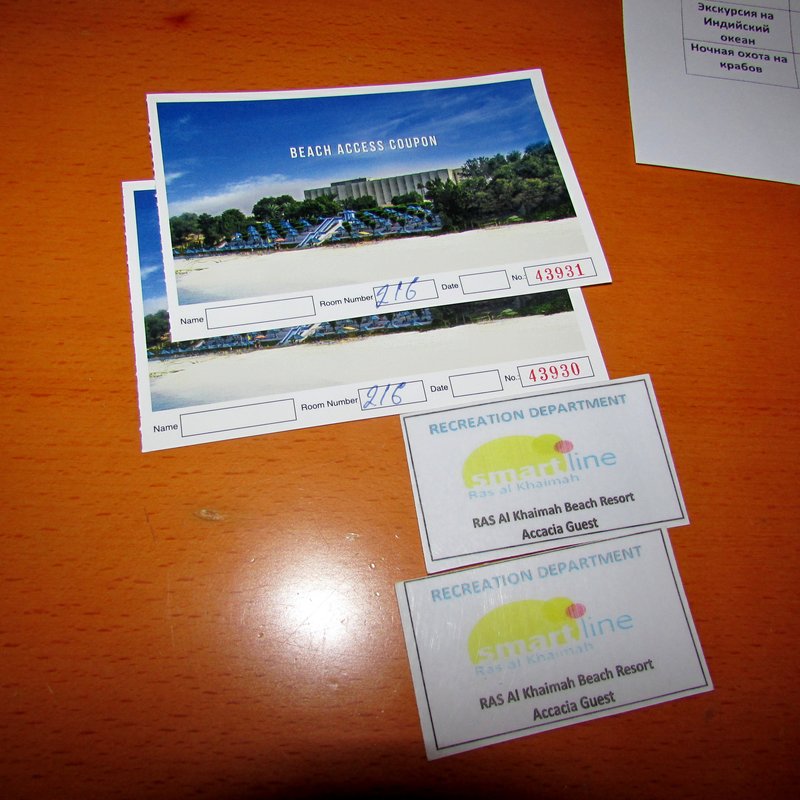 Экскурсия на
Индийский
океан
Ночная охота на
крабов
BEACH ACCESS COUPON
Name Room Number 216 Date No.: 43931
Name Room Number 216 Date No. 43930
RECREATION DEPARTMENT
smartline
Ras al Khaimah
RAS Al Khaimah Beach Resort
Accacia Guest
RECREATION DEPARTMENT
smartline
Ras al Khaimah
RAS Al Khaimah Beach Resort
Accacia Guest